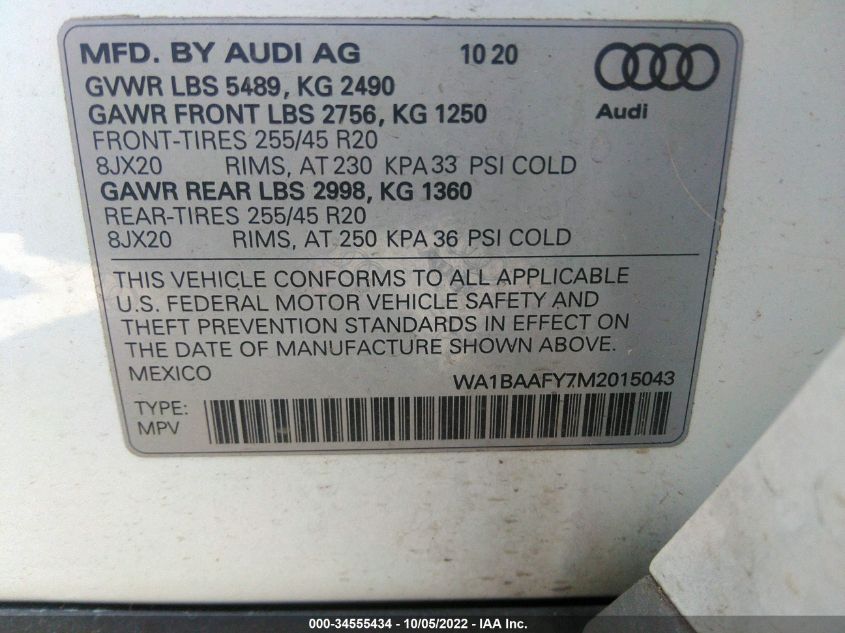 MFD. BY AUDI AG 10 20
GVWR LBS 5489, KG 2490
GAWR FRONT LBS 2756, KG 1250
Audi
FRONT-TIRES 255/45 R20
8JX20 RIMS, AT 230 KPA 33 PSI COLD
GAWR REAR LBS 2998, KG 1360
REAR-TIRES 255/45 R20
8JX20 RIMS, AT 250 KPA 36 PSI COLD
THIS VEHICLE CONFORMS TO ALL APPLICABLE
U.S. FEDERAL MOTOR VEHICLE SAFETY AND
THEFT PREVENTION STANDARDS IN EFFECT ON
THE DATE OF MANUFACTURE SHOWN ABOVE.
MEXICO WA1BAAFY7M2015043
TYPE:
MPV
000-34555434 - 10/05/2022 - IAA Inc.